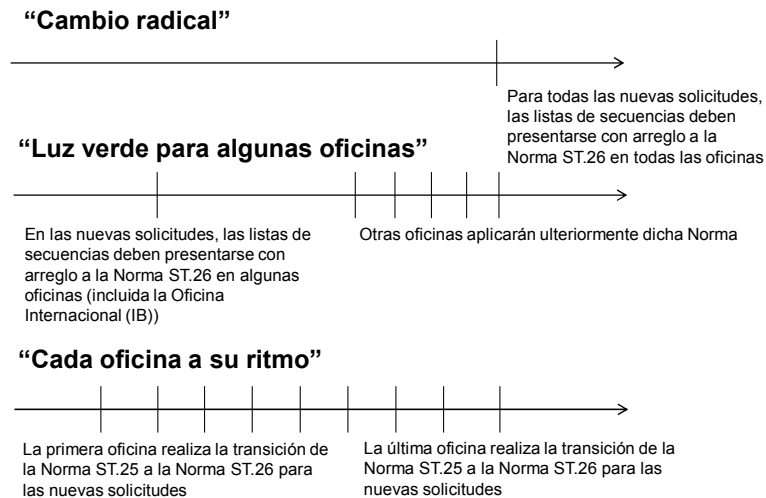 “Cambio radical”
Para todas las nuevas solicitudes,
las listas de secuencias deben
presentarse con arreglo a la
Norma ST.26 en todas las oficinas
“Luz verde para algunas oficinas”
En las nuevas solicitudes, las listas de
secuencias deben presentarse con
arreglo a la Norma ST.26 en algunas
oficinas (incluida la Oficina
Internacional (IB))
Otras oficinas aplicarán ulteriormente dicha Norma
“Cada oficina a su ritmo”
La primera oficina realiza la transición de
la Norma ST.25 a la Norma ST.26 para
las nuevas solicitudes
La última oficina realiza la transición de la
Norma ST.25 a la Norma ST.26 para las
nuevas solicitudes